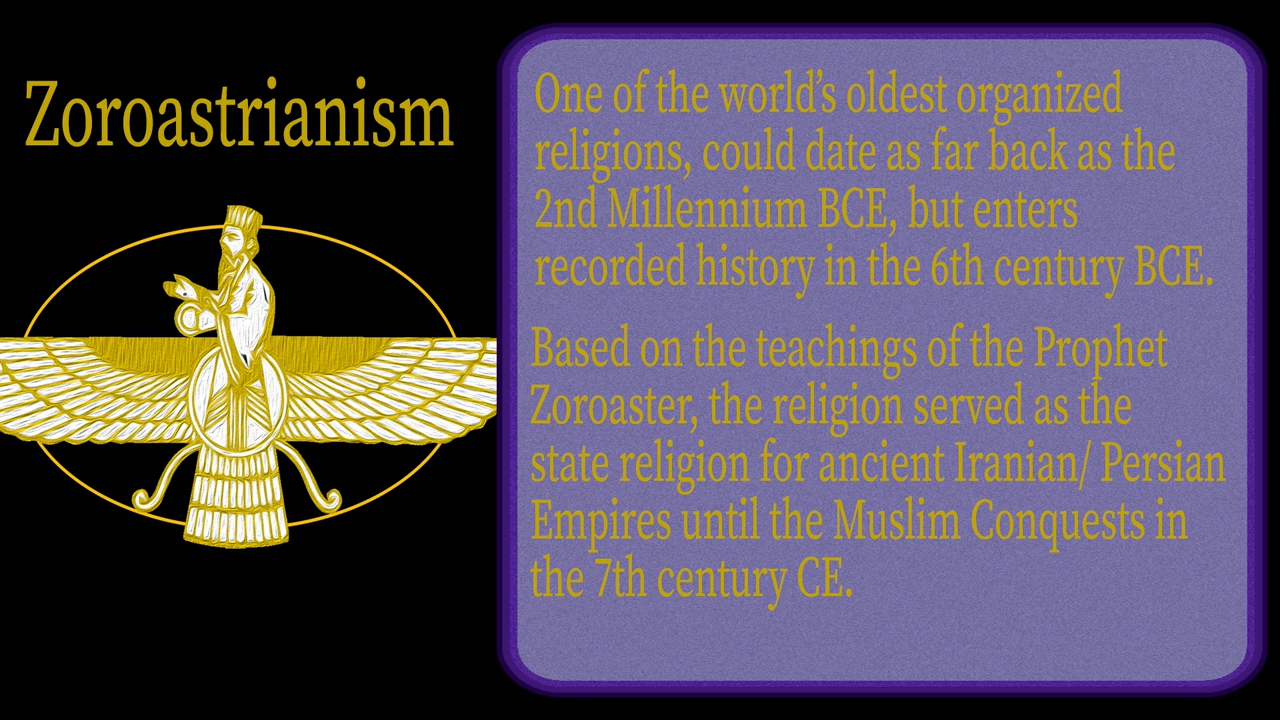 Zoroastrianism
One of the world’s oldest organized
religions, could date as far back as the
2nd Millennium BCE, but enters
recorded history in the 6th century BCE.
Based on the teachings of the Prophet
Zoroaster, the religion served as the
state religion for ancient Iranian/ Persian
Empires until the Muslim Conquests in
the 7th century CE.